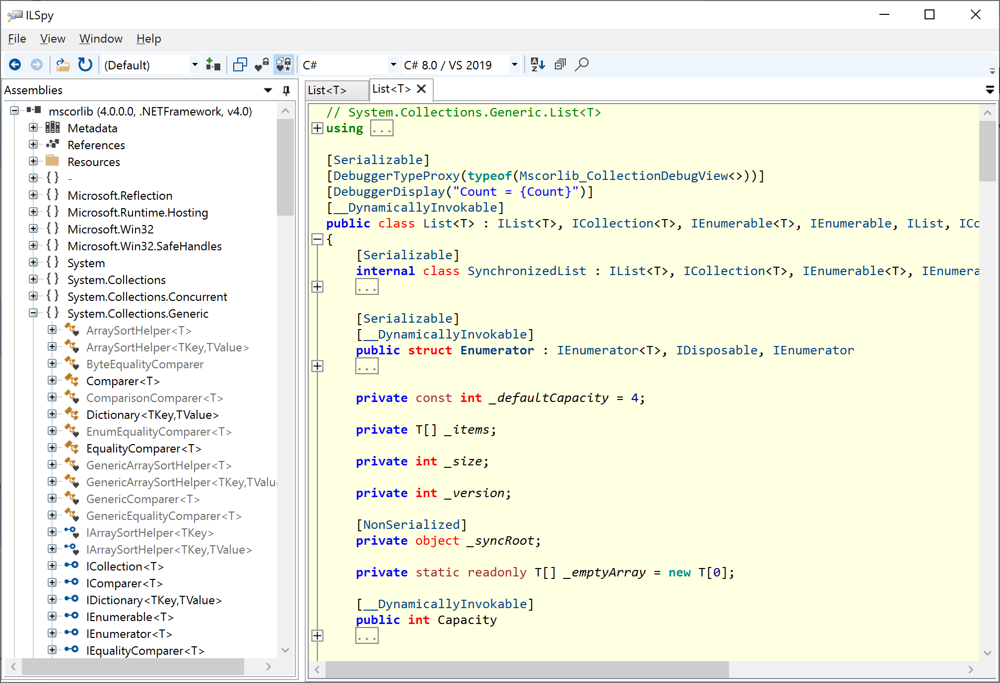 ILSpy
File View Window Help
(Default) C# C# 8.0 / VS 2019
Assemblies
mscorlib (4.0.0.0, .NETFramework, v4.0)
Metadata
References
Resources
{ } -
{ } Microsoft.Reflection
{ } Microsoft.Runtime.Hosting
{ } Microsoft.Win32
{ } Microsoft.Win32.SafeHandles
{ } System
{ } System.Collections
{ } System.Collections.Concurrent
{ } System.Collections.Generic
ArraySortHelper<T>
ArraySortHelper<TKey,TValue>
ByteEqualityComparer
Comparer<T>
ComparisonComparer<T>
Dictionary<TKey,TValue>
EnumEqualityComparer<T>
EqualityComparer<T>
GenericArraySortHelper<T>
GenericArraySortHelper<TKey,TValu
GenericComparer<T>
GenericEqualityComparer<T>
IArraySortHelper<TKey>
IArraySortHelper<TKey,TValue>
ICollection<T>
IComparer<T>
IDictionary<TKey,TValue>
IEnumerable<T>
IEnumerator<T>
IEqualityComparer<T>
List<T> List<T>
// System.Collections.Generic.List<T>
using ...
[Serializable]
[DebuggerTypeProxy(typeof(Mscorlib_CollectionDebugView<>))]
[DebuggerDisplay("Count = {Count}")]
[__DynamicallyInvokable]
public class List<T> : IList<T>, ICollection<T>, IEnumerable<T>, IEnumerable, IList, ICo
{
[Serializable]
internal class SynchronizedList : IList<T>, ICollection<T>, IEnumerable<T>, IEnumera
...
[Serializable]
[__DynamicallyInvokable]
public struct Enumerator : IEnumerator<T>, IDisposable, IEnumerator
...
private const int _defaultCapacity = 4;
private T[] _items;
private int _size;
private int _version;
[NonSerialized]
private object _syncRoot;
private static readonly T[] _emptyArray = new T[0];
[__DynamicallyInvokable]
public int Capacity
...